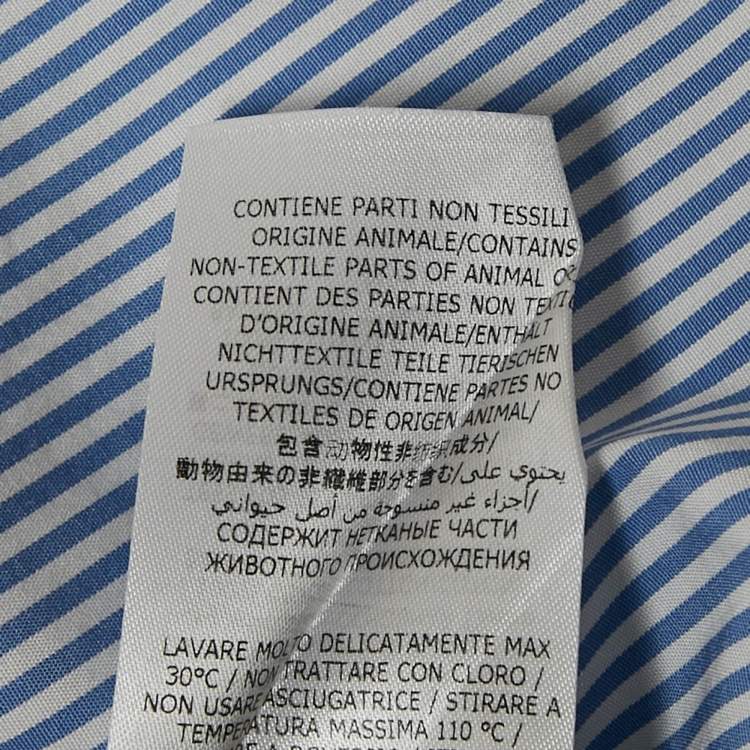 CONTIENE PARTI NON TESSILI
ORIGINE ANIMALE/CONTAINS
NON-TEXTILE PARTS OF ANIMAL
CONTIENT DES PARTIES NON
D'ORIGINE ANIMALE/ENTHÄLT
NICHTTEXTILE TEILE TIERISCHEN
URSPRUNGS/CONTIENE PARTES NO
TEXTILES DE ORIGEN ANIMAL/
包含动物性非纺织成分/
動物由来の非繊維部分を含む/يحتوي على
أجزاء غير منسوجة من أصل حيواني/
СОДЕРЖИТ НЕТКАНЫЕ ЧАСТИ
ЖИВОТНОГО ПРОИСХОЖДЕНИЯ
LAVARE MOLTO DELICATAMENTE MAX
30°C / NON TRATTARE CON CLORO /
NON USARE ASCIUGATRICE / STIRARE A
TEMPERATURA MASSIMA 110 °C /